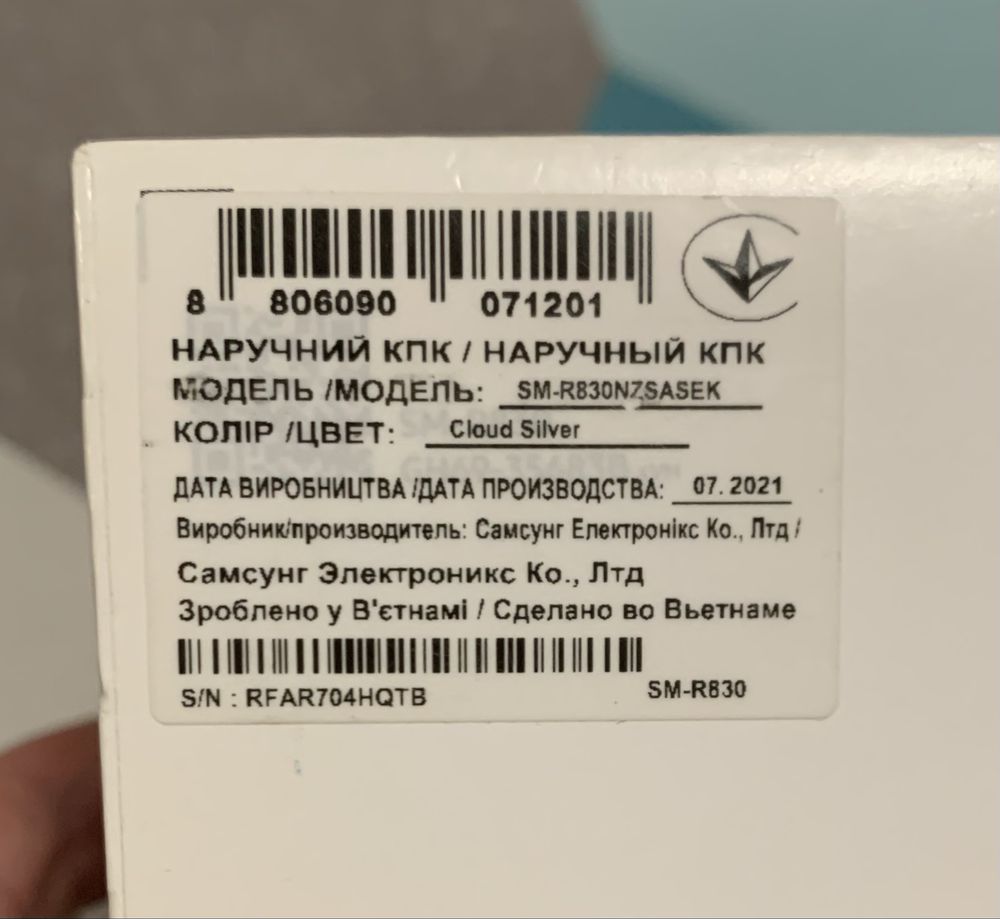 8 806090 071201
НАРУЧНИЙ КПК / НАРУЧНЫЙ КПК
МОДЕЛЬ /МОДЕЛЬ: SM-R830NZSASEK
КОЛІР /ЦВЕТ: Cloud Silver
ДАТА ВИРОБНИЦТВА /ДАТА ПРОИЗВОДСТВА: 07. 2021
Виробник/производитель: Самсунг Електронікс Ко., Лтд /
Самсунг Электроникс Ко., Лтд
Зроблено у В'єтнамі / Сделано во Вьетнаме
S/N : RFAR704HQTB SM-R830